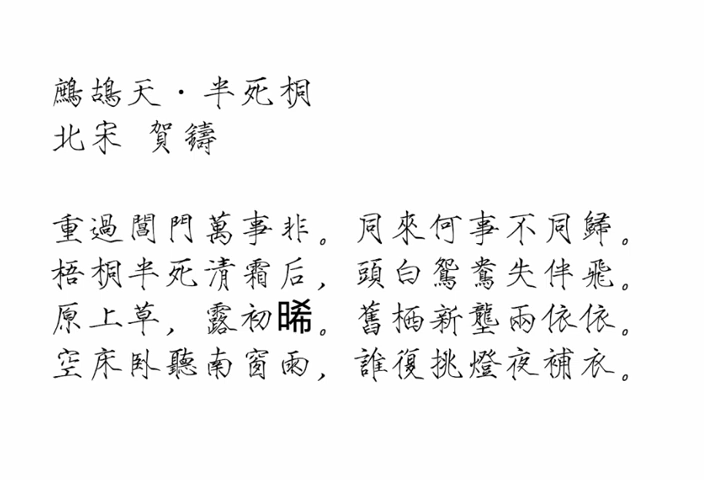 鷓鴣天·半死桐
北宋 賀鑄
重過閶門萬事非。同來何事不同歸。
梧桐半死清霜后，頭白鴛鴦失伴飛。
原上草，露初晞。舊栖新壟兩依依。
空床卧聽南窗雨，誰復挑燈夜補衣。